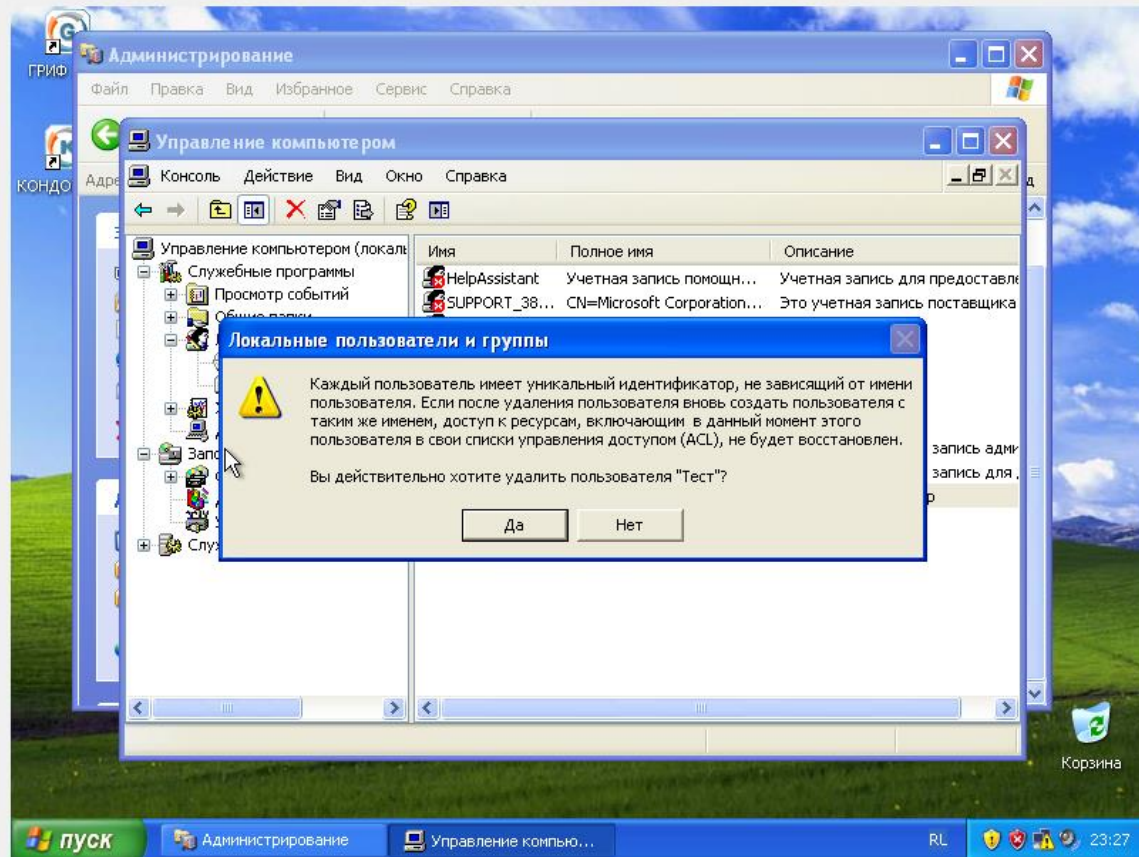 ГРИФ
КОНДО
Администрирование
Файл Правка Вид Избранное Сервис Справка
Адре
Управление компьютером
Консоль Действие Вид Окно Справка
Управление компьютером (локаль
Служебные программы
Просмотр событий
Общие папки
Запо
Служ
Имя Полное имя Описание
HelpAssistant Учетная запись помощн... Учетная запись для предоставле
SUPPORT_38... CN=Microsoft Corporation... Это учетная запись поставщика
запись адми
запись для
Локальные пользователи и группы
Каждый пользователь имеет уникальный идентификатор, не зависящий от имени
пользователя. Если после удаления пользователя вновь создать пользователя с
таким же именем, доступ к ресурсам, включающим в данный момент этого
пользователя в свои списки управления доступом (ACL), не будет восстановлен.
Вы действительно хотите удалить пользователя "Тест"?
Да Нет
Корзина
пуск Администрирование Управление компью... RL 23:27